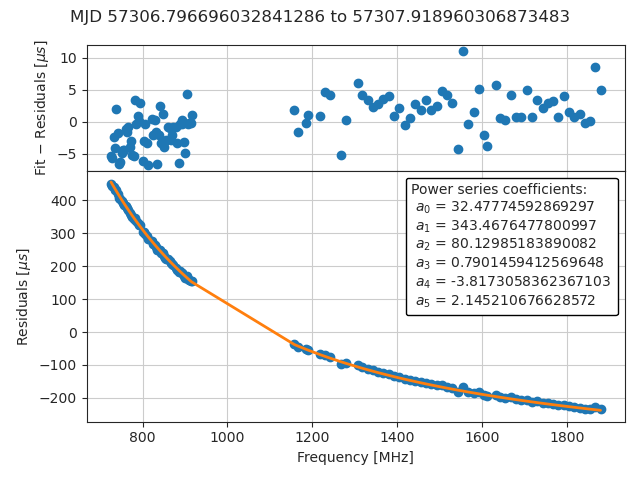 MJD 57306.796696032841286 to 57307.918960306873483
Fit − Residuals [μs]
10
5
0
−5
Residuals [μs]
400
300
200
100
0
−100
−200
Power series coefficients:
a₀ = 32.47774592869297
a₁ = 343.4676477800997
a₂ = 80.12985183890082
a₃ = 0.7901459412569648
a₄ = -3.8173058362367103
a₅ = 2.145210676628572
800
1000
1200
1400
1600
1800
Frequency [MHz]